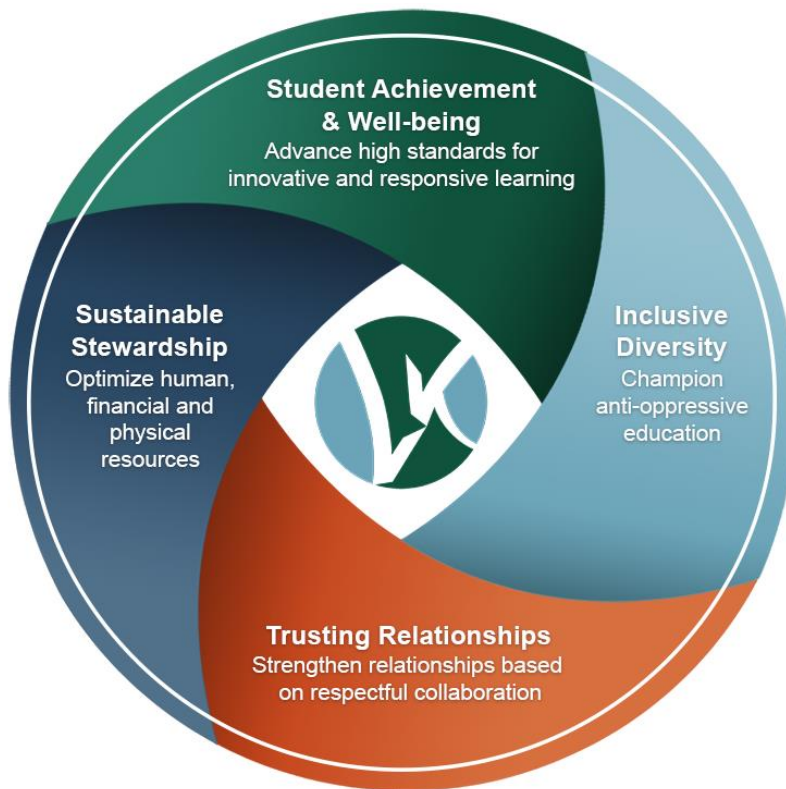 Student Achievement
& Well-being
Advance high standards for
innovative and responsive learning
Sustainable
Stewardship
Optimize human,
financial and
physical
resources
Inclusive
Diversity
Champion
anti-oppressive
education
Trusting Relationships
Strengthen relationships based
on respectful collaboration